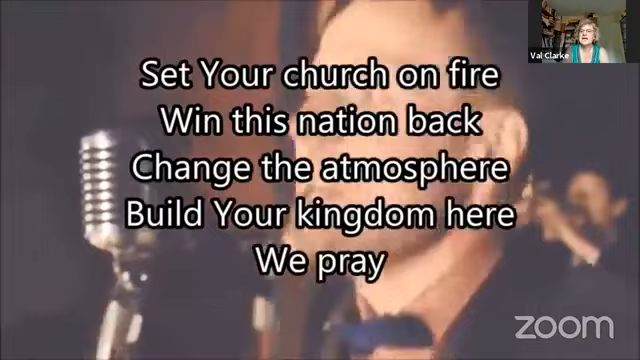 Val Clarke
Set Your church on fire
Win this nation back
Change the atmosphere
Build Your kingdom here
We pray
zoom